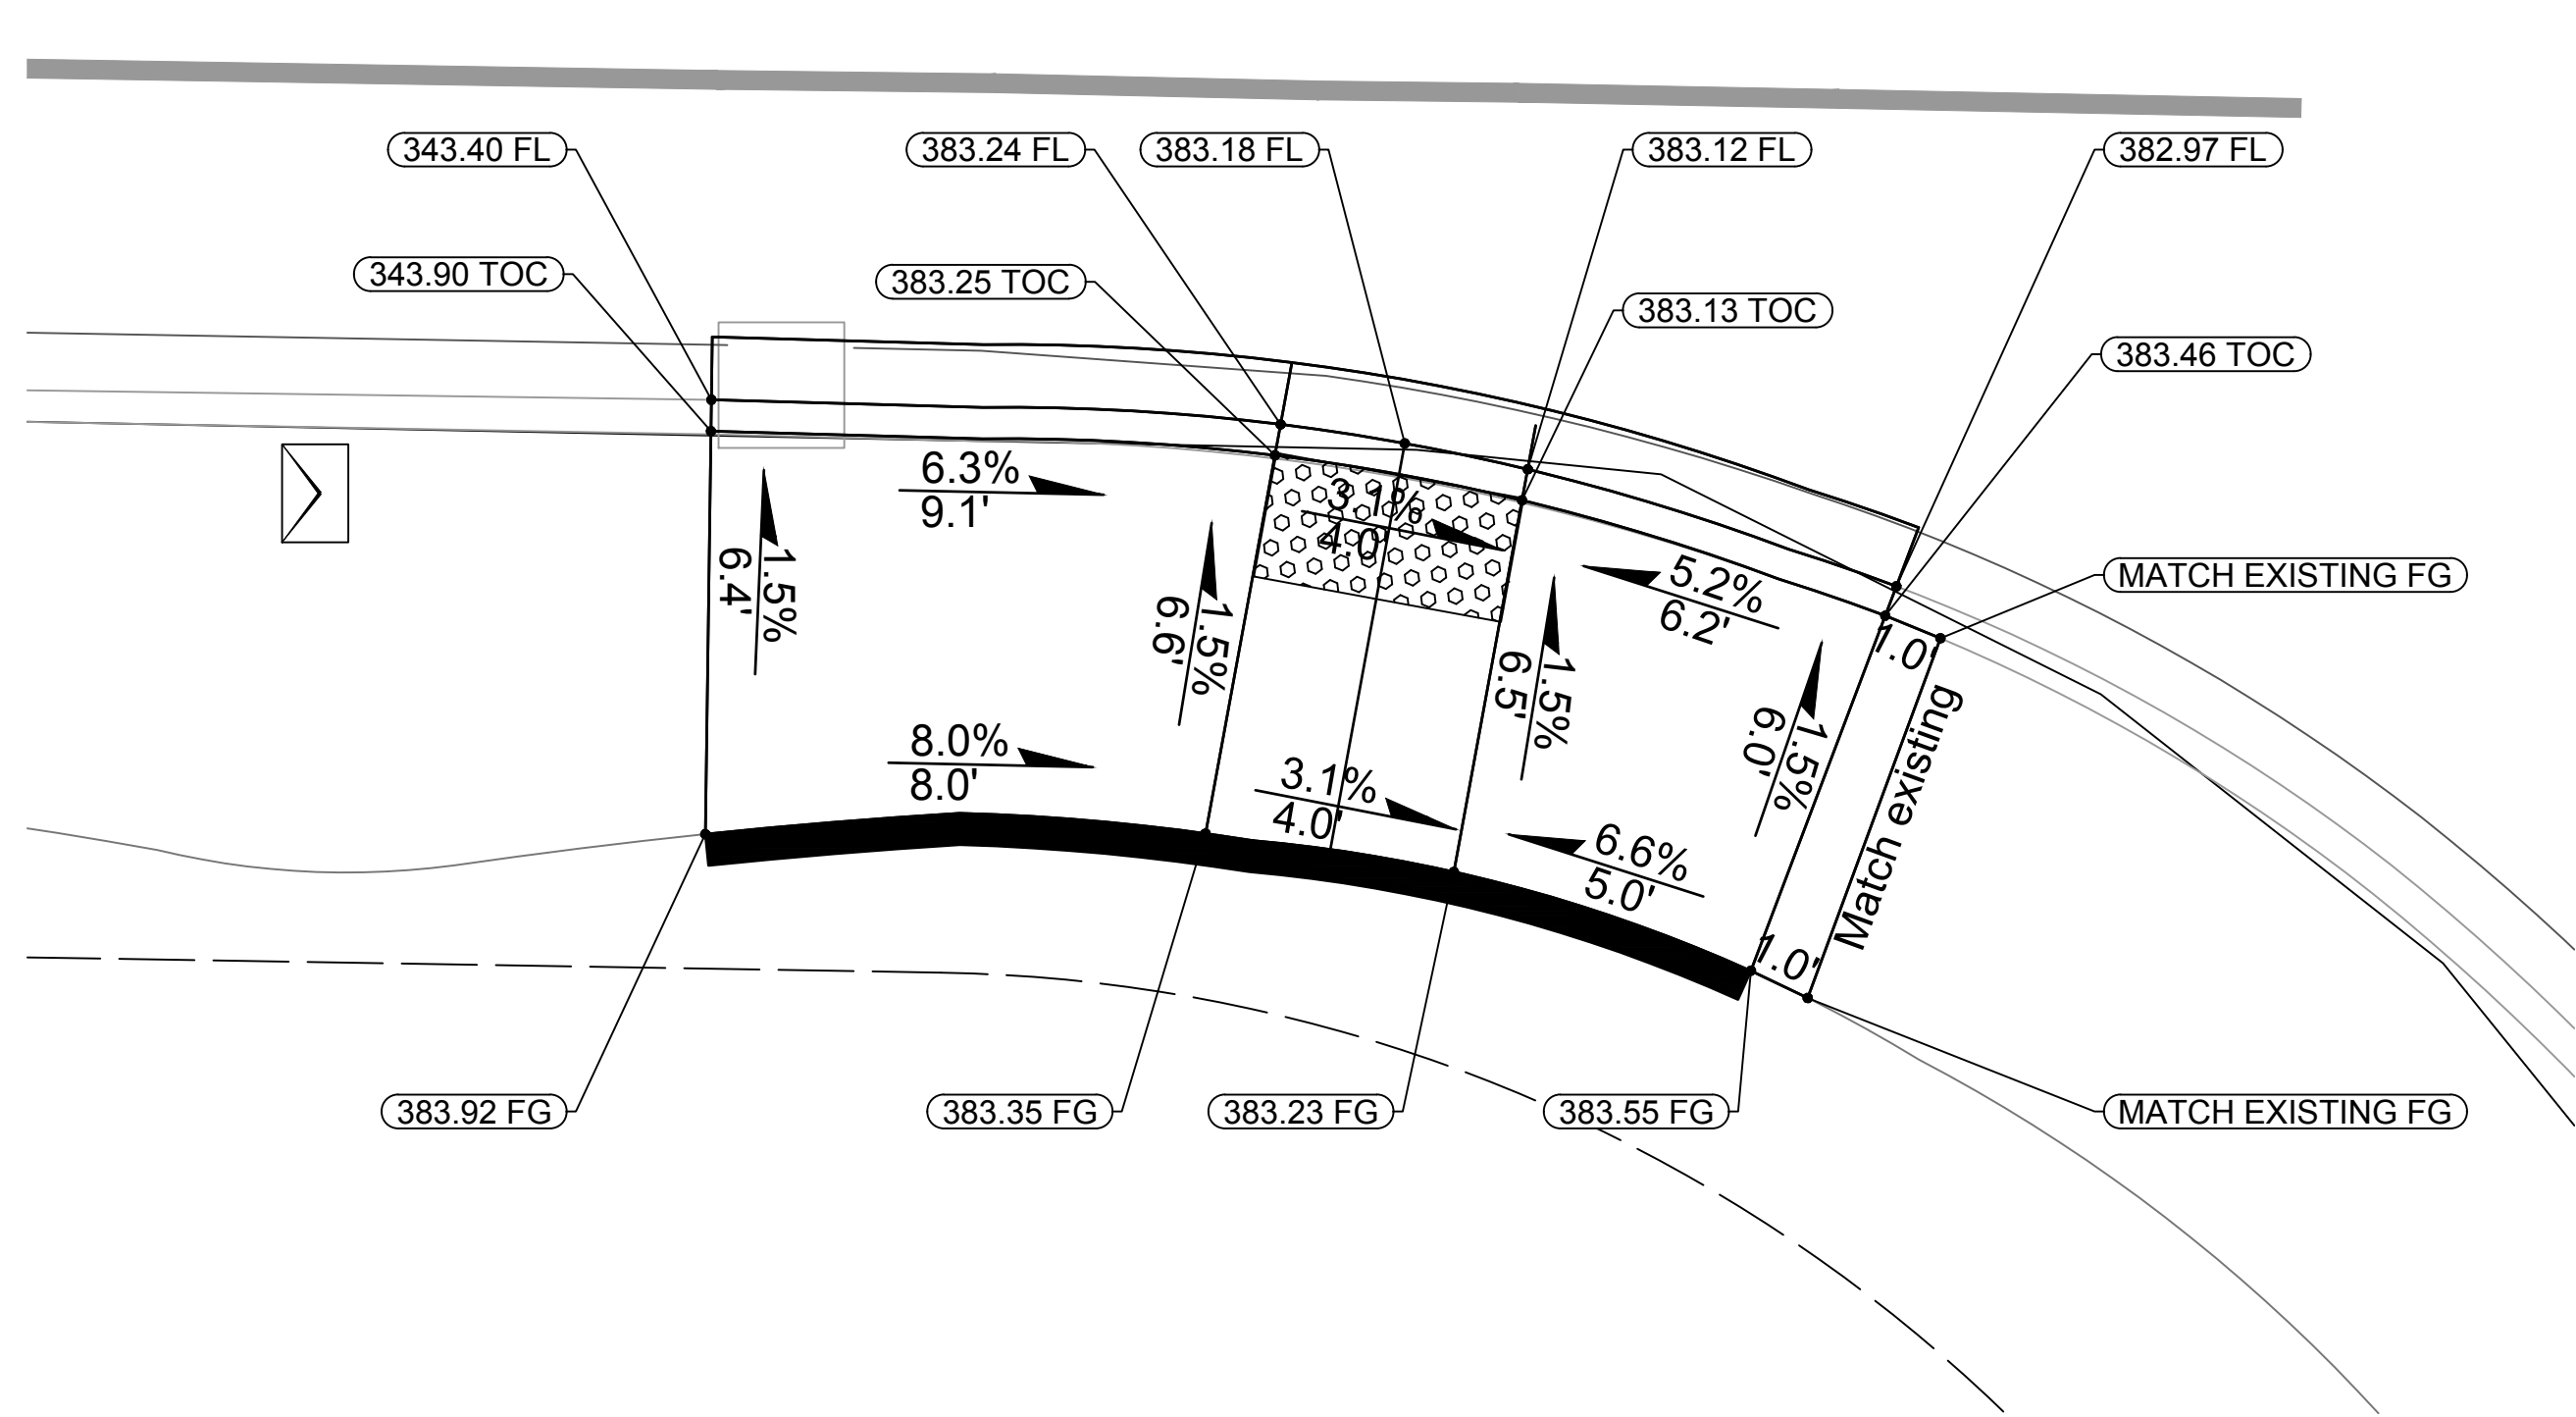 343.40 FL
383.24 FL
383.18 FL
383.12 FL
382.97 FL
343.90 TOC
383.25 TOC
383.13 TOC
383.46 TOC
MATCH EXISTING FG
6.3%
9.1'
3.1%
4.0'
5.2%
6.2'
1.5%
6.4'
1.5%
6.6'
1.5%
6.5'
1.5%
6.0'
1.0'
Match existing
8.0%
8.0'
3.1%
4.0'
6.6%
5.0'
1.0'
383.92 FG
383.35 FG
383.23 FG
383.55 FG
MATCH EXISTING FG